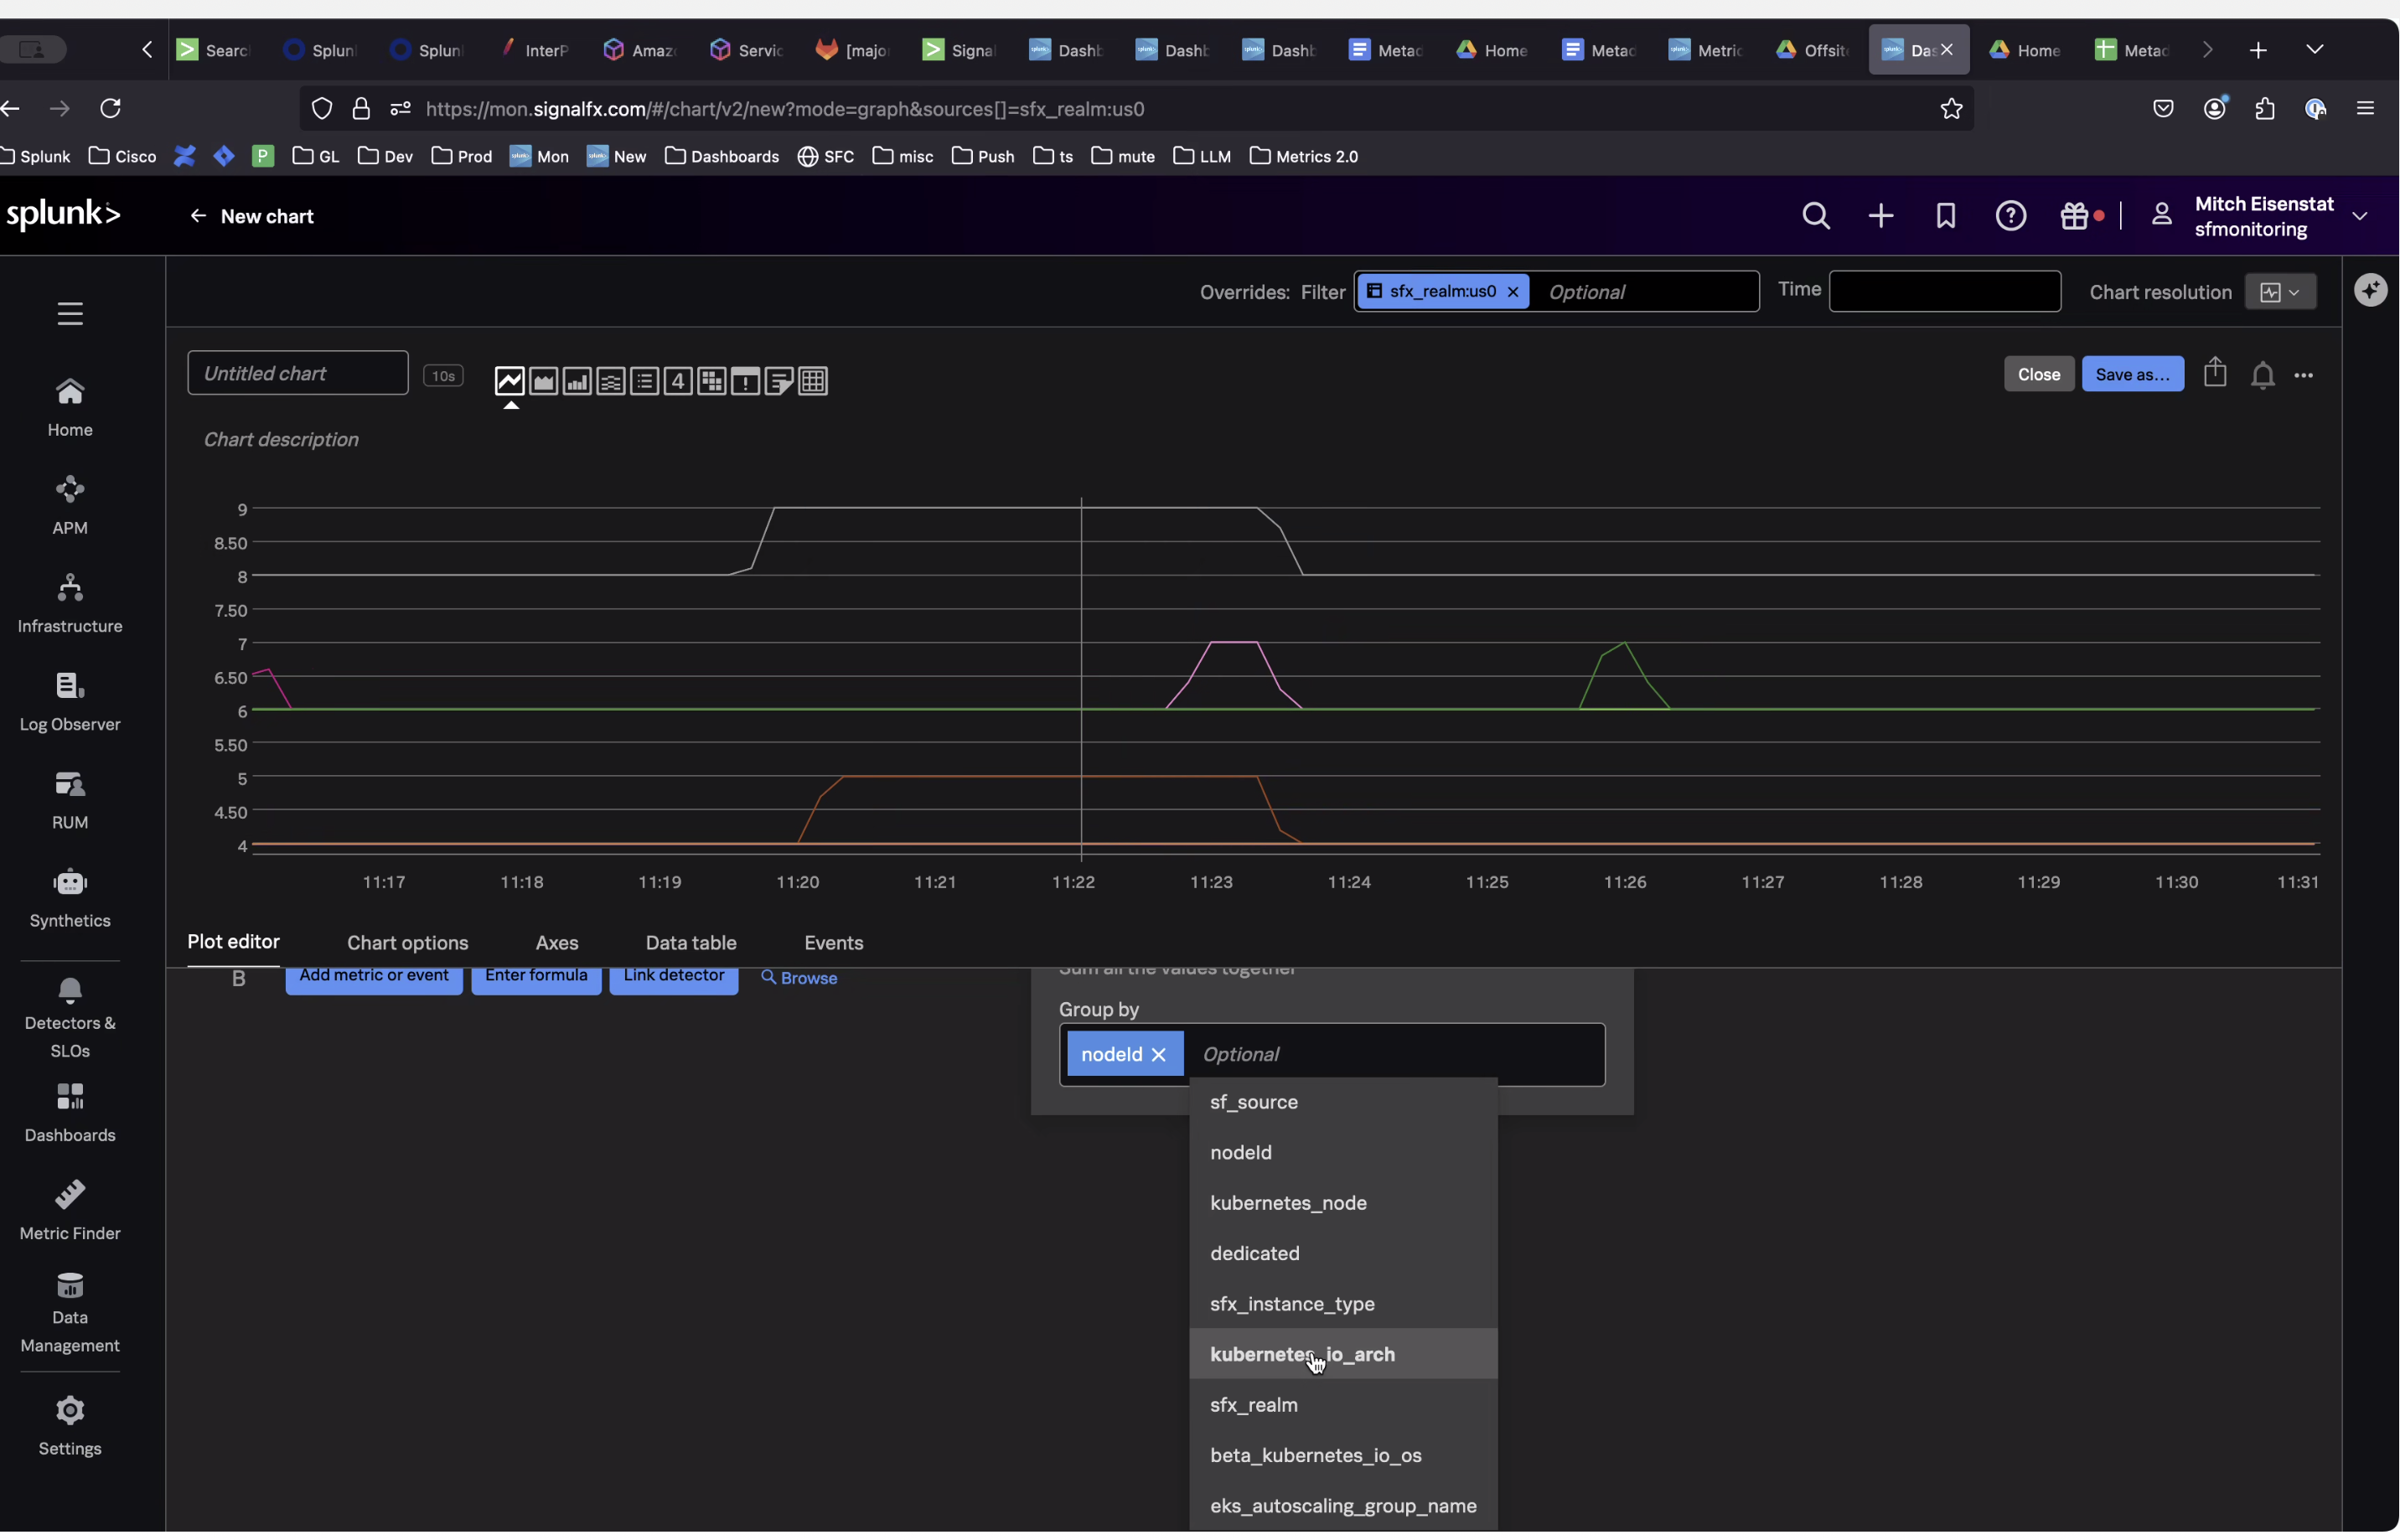 Searc
Splun
Splun
InterP
Amaz
Servic
[majo
Signal
Dashb
Dashb
Dashb
Metad
Home
Metad
Metric
Offsite
Das
Home
Metad
https://mon.signalfx.com/#/chart/v2/new?mode=graph&sources[]=sfx_realm:us0
Splunk Cisco GL Dev Prod Mon New Dashboards SFC misc Push ts mute LLM Metrics 2.0
splunk> New chart
Mitch Eisenstat
sfmonitoring
Overrides: Filter sfx_realm:us0 Optional Time Chart resolution
Untitled chart 10s 4 Close Save as...
Chart description
Home
APM
Infrastructure
Log Observer
RUM
Synthetics
Detectors &
SLOs
Dashboards
Metric Finder
Data
Management
Settings
9
8.50
8
7.50
7
6.50
6
5.50
5
4.50
4
11:17 11:18 11:19 11:20 11:21 11:22 11:23 11:24 11:25 11:26 11:27 11:28 11:29 11:30 11:31
Plot editor Chart options Axes Data table Events
B Add metric or event Enter formula Link detector Browse
Sum all the values together
Group by
nodeId Optional
sf_source
nodeId
kubernetes_node
dedicated
sfx_instance_type
kubernetes_io_arch
sfx_realm
beta_kubernetes_io_os
eks_autoscaling_group_name